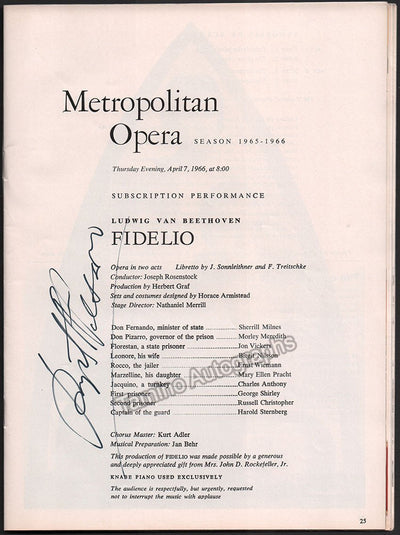 Metropolitan
Opera SEASON 1965-1966
Thursday Evening, April 7, 1966, at 8:00
SUBSCRIPTION PERFORMANCE
LUDWIG VAN BEETHOVEN
FIDELIO
Opera in two acts Libretto by J. Sonnleithner and F. Treitschke
Conductor: Joseph Rosenstock
Production by Herbert Graf
Sets and costumes designed by Horace Armistead
Stage Director: Nathaniel Merrill
Don Fernando, minister of state Sherrill Milnes
Don Pizarro, governor of the prison Morley Meredith
Florestan, a state prisoner Jon Vickers
Leonore, his wife Birgit Nilsson
Rocco, the jailer Ernst Wiemann
Marzelline, his daughter Mary Ellen Pracht
Jacquino, a turnkey Charles Anthony
First prisoner George Shirley
Second prisoner Russell Christopher
Captain of the guard Harold Sternberg
Chorus Master: Kurt Adler
Musical Preparation: Jan Behr
This production of FIDELIO was made possible by a generous
and deeply appreciated gift from Mrs. John D. Rockefeller, Jr.
KNABE PIANO USED EXCLUSIVELY
The audience is respectfully, but urgently, requested
not to interrupt the music with applause
25
Birgit Nilsson
Tamino Autographs